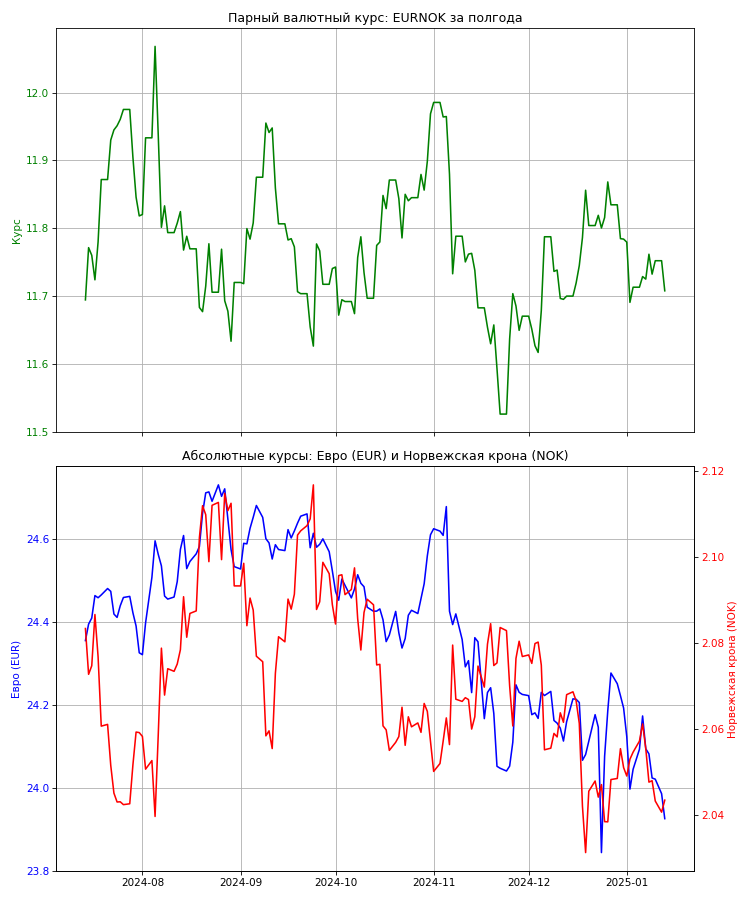 Парный валютный курс: EURNOK за полгода
12.0
11.9
11.8
11.7
11.6
11.5
Курс
Абсолютные курсы: Евро (EUR) и Норвежская крона (NOK)
24.6
24.4
24.2
24.0
23.8
Евро (EUR)
2.12
2.10
2.08
2.06
2.04
Норвежская крона (NOK)
2024-08 2024-09 2024-10 2024-11 2024-12 2025-01